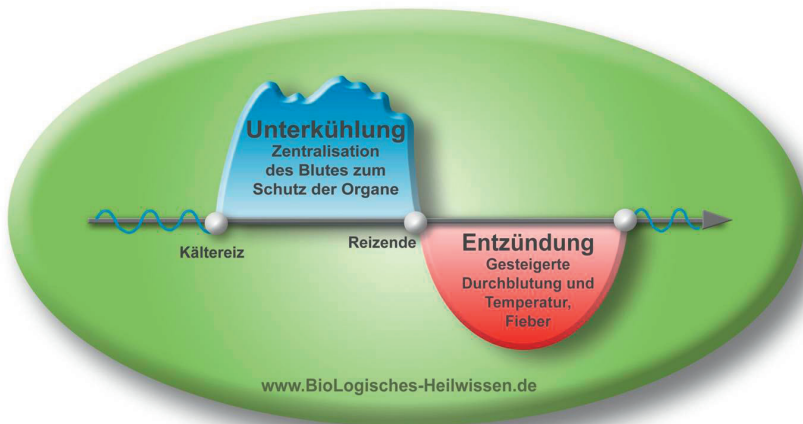 Unterkühlung
Zentralisation
des Blutes zum
Schutz der Organe
Kältereiz
Reizende
Entzündung
Gesteigerte
Durchblutung und
Temperatur,
Fieber
www.BioLogisches-Heilwissen.de